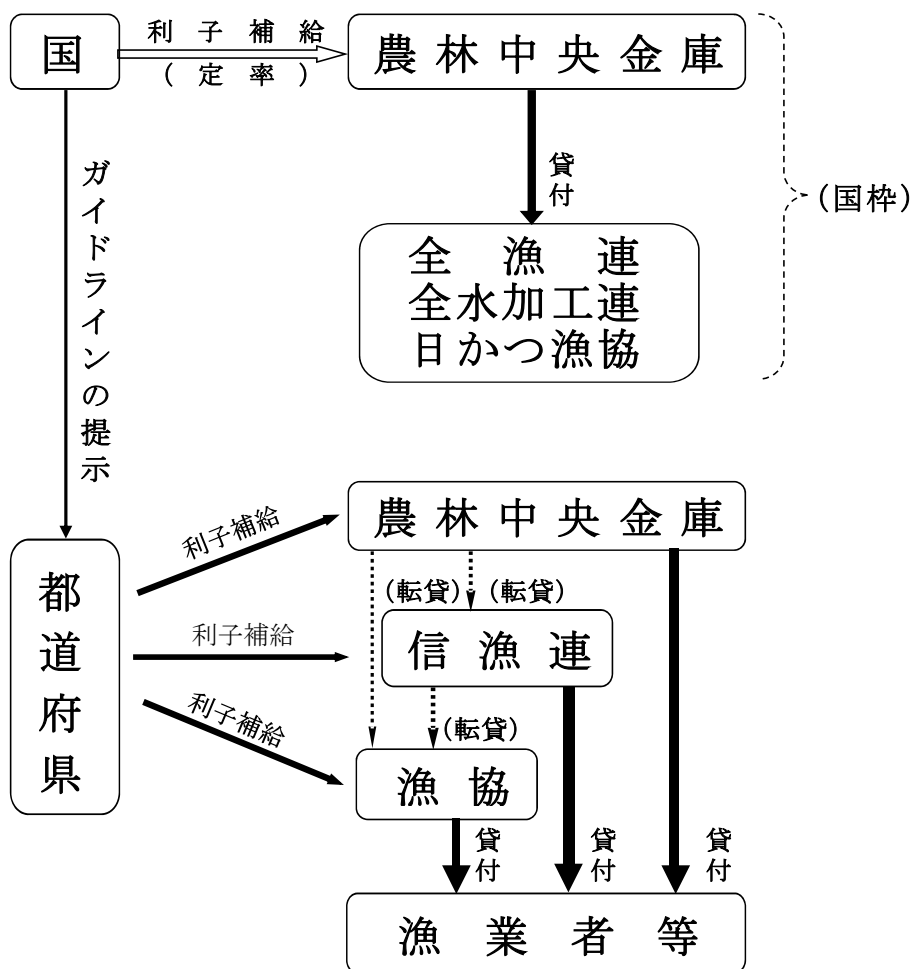 国
利子補給
(定率)
農林中央金庫
貸付
(国枠)
全漁連
全水加工連
日かつ漁協
ガイドラインの提示
都道府県
利子補給
利子補給
利子補給
農林中央金庫
(転貸)
(転貸)
信漁連
(転貸)
漁協
貸付
貸付
貸付
漁業者等